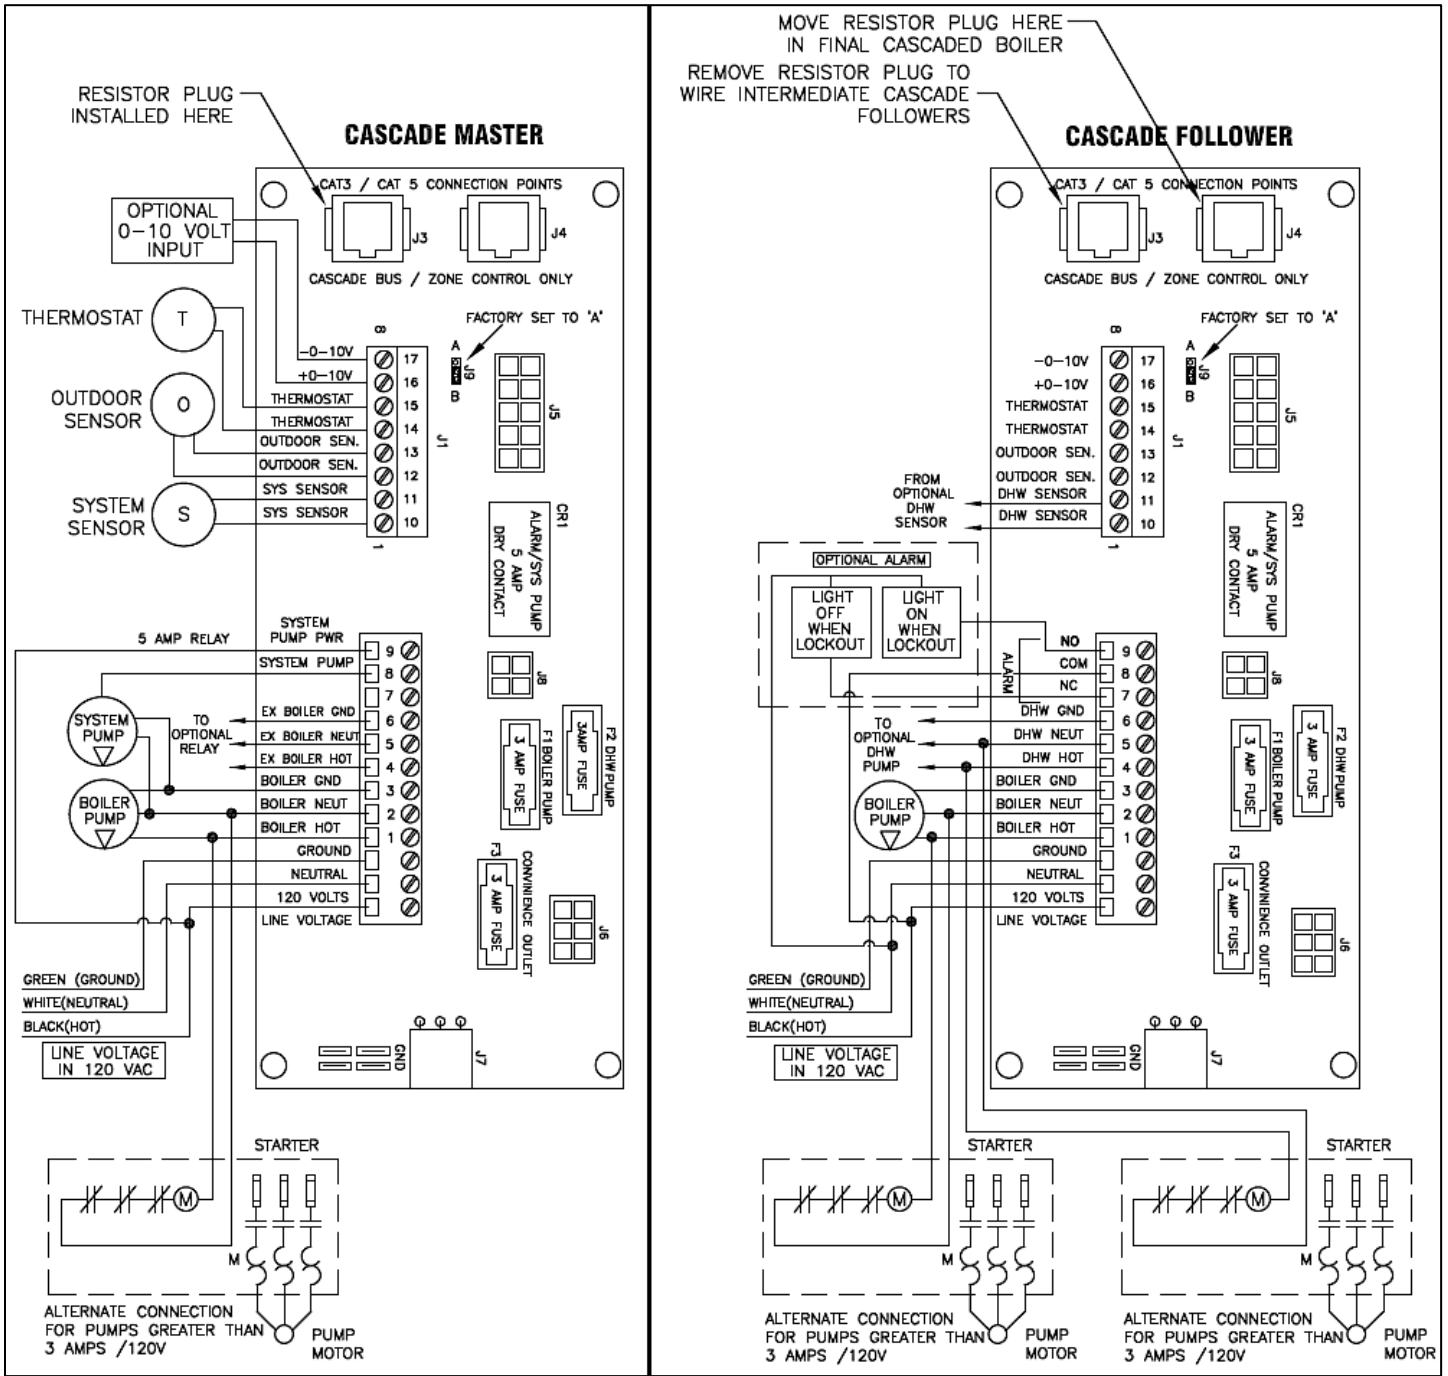 RESISTOR PLUG
INSTALLED HERE
CASCADE MASTER
CAT3 / CAT 5 CONNECTION POINTS
OPTIONAL
0-10 VOLT
INPUT
J3
J4
CASCADE BUS / ZONE CONTROL ONLY
THERMOSTAT
T
FACTORY SET TO "A"
8
A
J9
B
-0-10V
17
+0-10V
16
THERMOSTAT
15
THERMOSTAT
14
OUTDOOR SEN.
13
OUTDOOR SEN.
12
SYS SENSOR
11
SYS SENSOR
10
1
J1
J5
OUTDOOR
SENSOR
O
SYSTEM
SENSOR
S
CR1
ALARM/SYS PUMP
5 AMP
DRY CONTACT
5 AMP RELAY
SYSTEM
PUMP PWR
9
SYSTEM PUMP
8
7
EX BOILER GND
6
EX BOILER NEUT
5
EX BOILER HOT
4
BOILER GND
3
BOILER NEUT
2
BOILER HOT
1
GROUND
NEUTRAL
120 VOLTS
LINE VOLTAGE
J8
SYSTEM
PUMP
TO
OPTIONAL
RELAY
BOILER
PUMP
3 AMP FUSE
F1 BOILER PUMP
3AMP FUSE
F2 DHW PUMP
F3
3 AMP FUSE
CONVINIENCE OUTLET
J6
GREEN (GROUND)
WHITE(NEUTRAL)
BLACK(HOT)
LINE VOLTAGE
IN 120 VAC
GND
J7
STARTER
M
M
ALTERNATE CONNECTION
FOR PUMPS GREATER THAN
3 AMPS /120V
PUMP
MOTOR
MOVE RESISTOR PLUG HERE
IN FINAL CASCADED BOILER
REMOVE RESISTOR PLUG TO
WIRE INTERMEDIATE CASCADE
FOLLOWERS
CASCADE FOLLOWER
CAT3 / CAT 5 CONNECTION POINTS
J3
J4
CASCADE BUS / ZONE CONTROL ONLY
FACTORY SET TO "A"
8
A
J9
B
-0-10V
17
+0-10V
16
THERMOSTAT
15
THERMOSTAT
14
OUTDOOR SEN.
13
OUTDOOR SEN.
12
DHW SENSOR
11
DHW SENSOR
10
1
J1
J5
FROM
OPTIONAL
DHW
SENSOR
CR1
ALARM/SYS PUMP
5 AMP
DRY CONTACT
OPTIONAL ALARM
LIGHT
OFF
WHEN
LOCKOUT
LIGHT
ON
WHEN
LOCKOUT
ALARM
NO
9
COM
8
NC
7
DHW GND
6
DHW NEUT
5
DHW HOT
4
BOILER GND
3
BOILER NEUT
2
BOILER HOT
1
GROUND
NEUTRAL
120 VOLTS
LINE VOLTAGE
J8
TO
OPTIONAL
DHW
PUMP
BOILER
PUMP
3 AMP FUSE
F1 BOILER PUMP
3 AMP FUSE
F2 DHW PUMP
F3
3 AMP FUSE
CONVINIENCE OUTLET
J6
GREEN (GROUND)
WHITE(NEUTRAL)
BLACK(HOT)
LINE VOLTAGE
IN 120 VAC
GND
J7
STARTER
M
M
ALTERNATE CONNECTION
FOR PUMPS GREATER THAN
3 AMPS /120V
PUMP
MOTOR
STARTER
M
M
ALTERNATE CONNECTION
FOR PUMPS GREATER THAN
3 AMPS /120V
PUMP
MOTOR